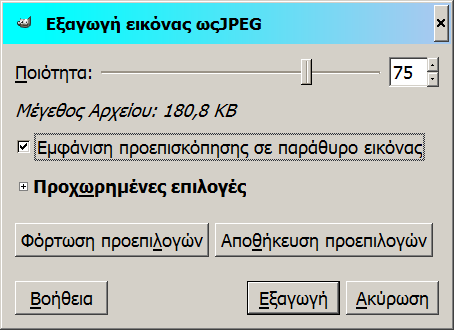 Εξαγωγή εικόνας ωςJPEG
Ποιότητα: 75
Μέγεθος Αρχείου: 180,8 KB
Εμφάνιση προεπισκόπησης σε παράθυρο εικόνας
Προχωρημένες επιλογές
Φόρτωση προεπιλογών Αποθήκευση προεπιλογών
Βοήθεια Εξαγωγή Ακύρωση